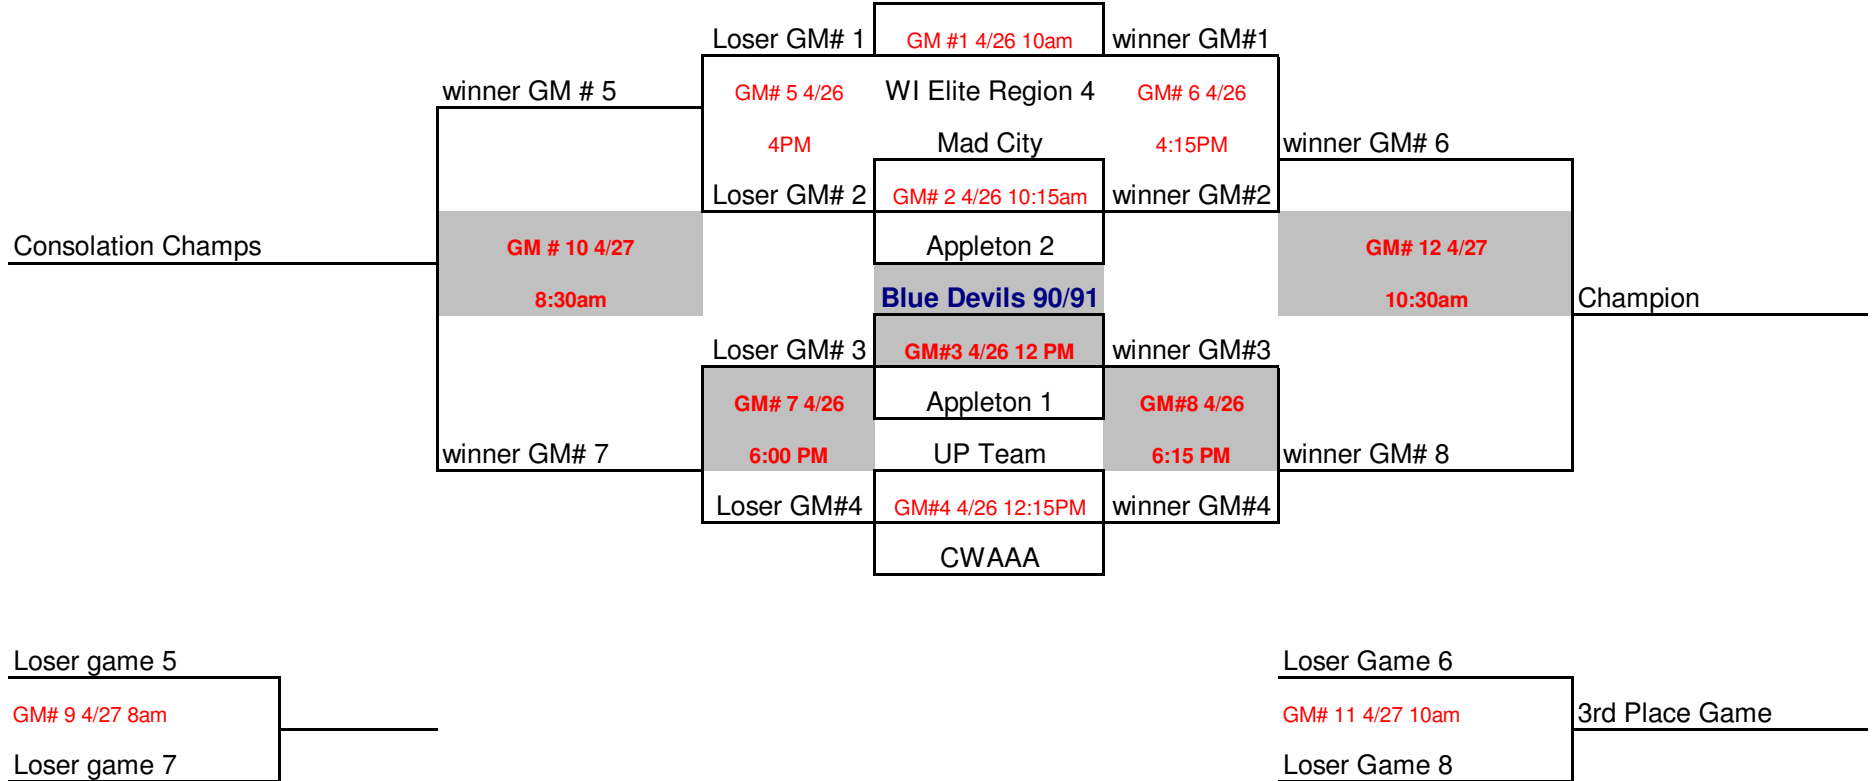 Loser GM# 1 GM #1 4/26 10am winner GM#1
winner GM # 5 GM# 5 4/26 WI Elite Region 4 GM# 6 4/26
4PM Mad City 4:15PM winner GM# 6
Loser GM# 2 GM# 2 4/26 10:15am winner GM#2
Consolation Champs GM # 10 4/27 Appleton 2 GM# 12 4/27
8:30am Blue Devils 90/91 10:30am Champion
Loser GM# 3 GM#3 4/26 12 PM winner GM#3
GM# 7 4/26 Appleton 1 GM#8 4/26
winner GM# 7 6:00 PM UP Team 6:15 PM winner GM# 8
Loser GM#4 GM#4 4/26 12:15PM winner GM#4
CWAAA
Loser game 5 Loser Game 6
GM# 9 4/27 8am GM# 11 4/27 10am 3rd Place Game
Loser game 7 Loser Game 8